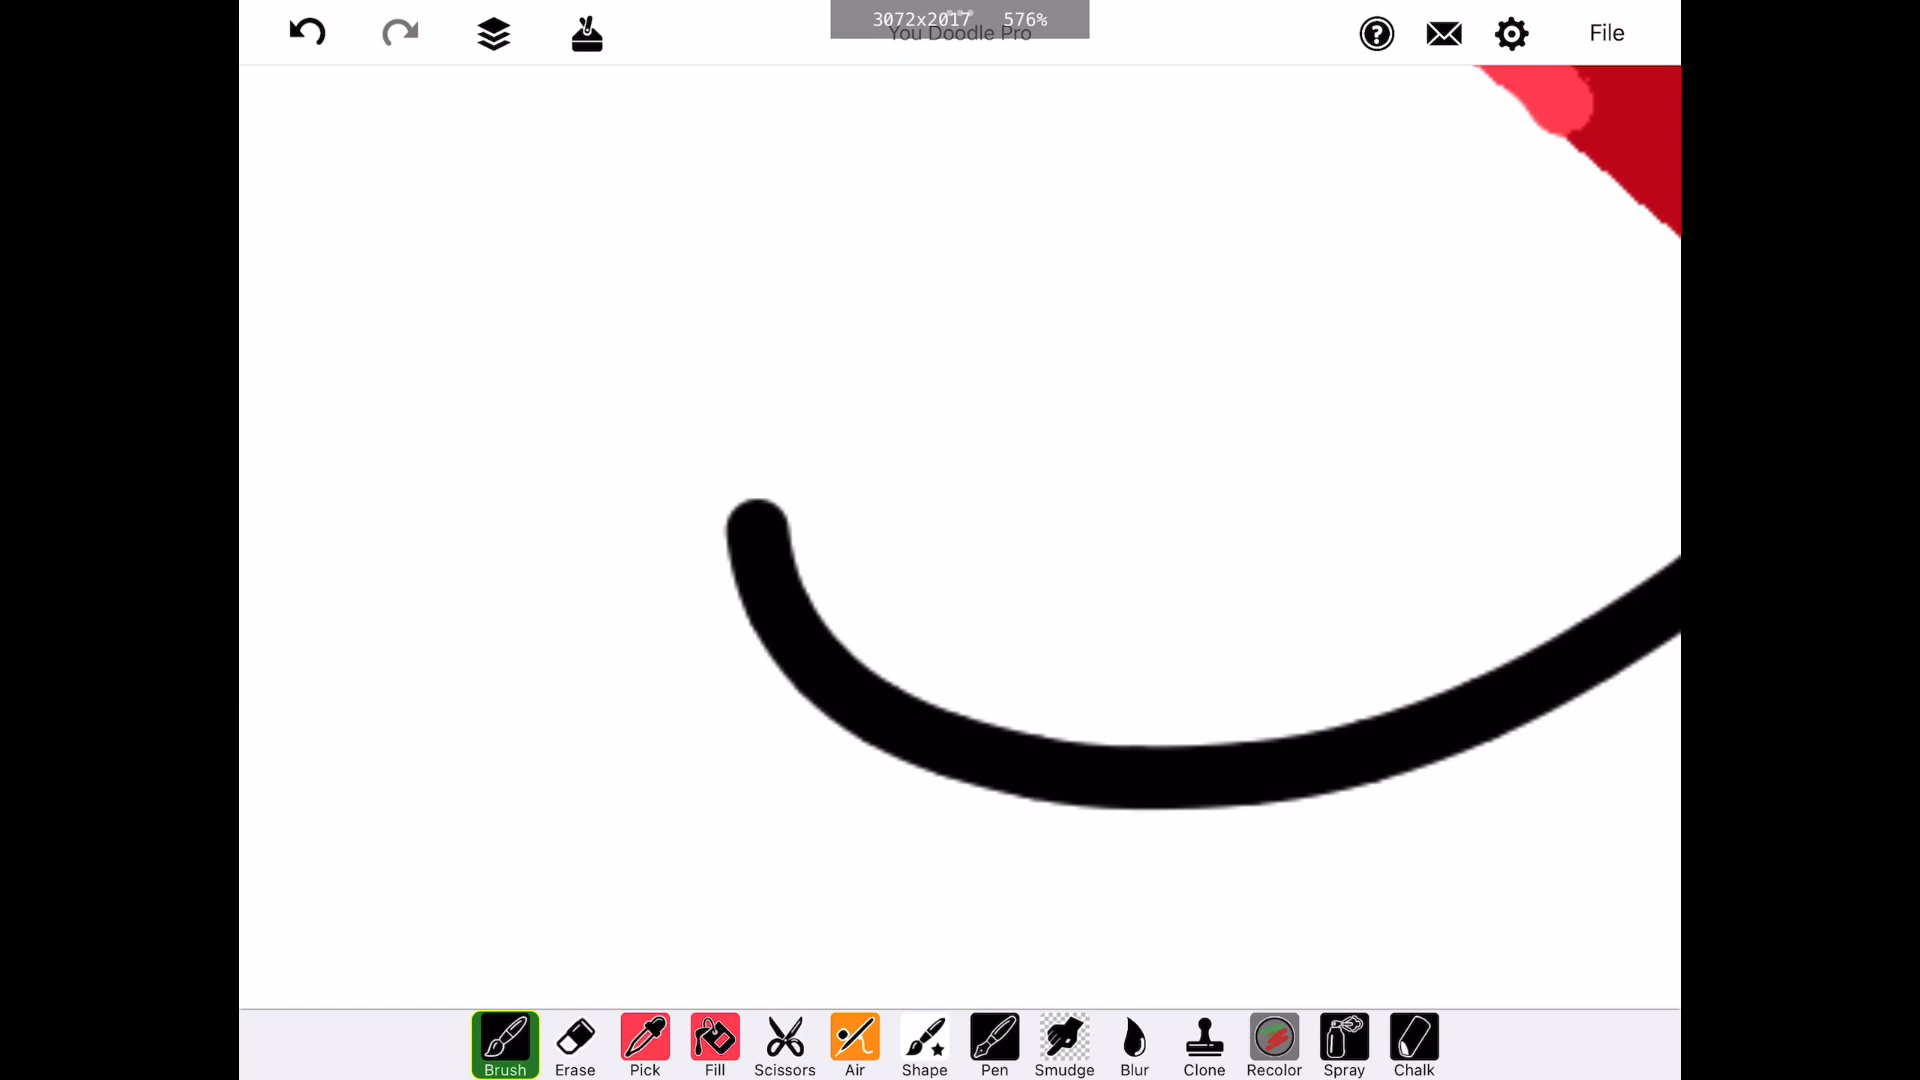 3072x2017 576%
You Doodle Pro
File
Brush Erase Pick Fill Scissors Air Shape Pen Smudge Blur Clone Recolor Spray Chalk